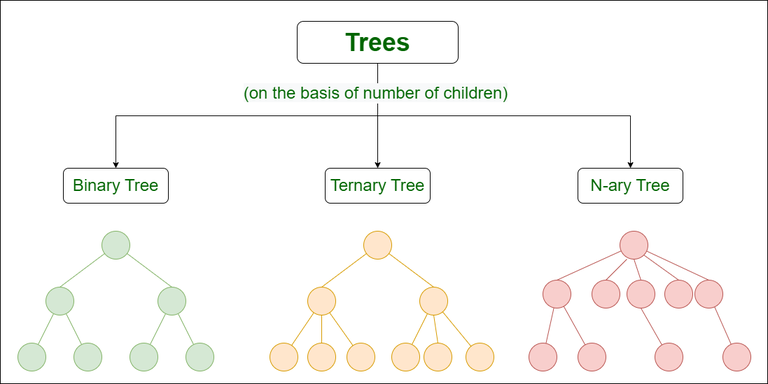 Trees
(on the basis of number of children)
Binary Tree
Ternary Tree
N-ary Tree